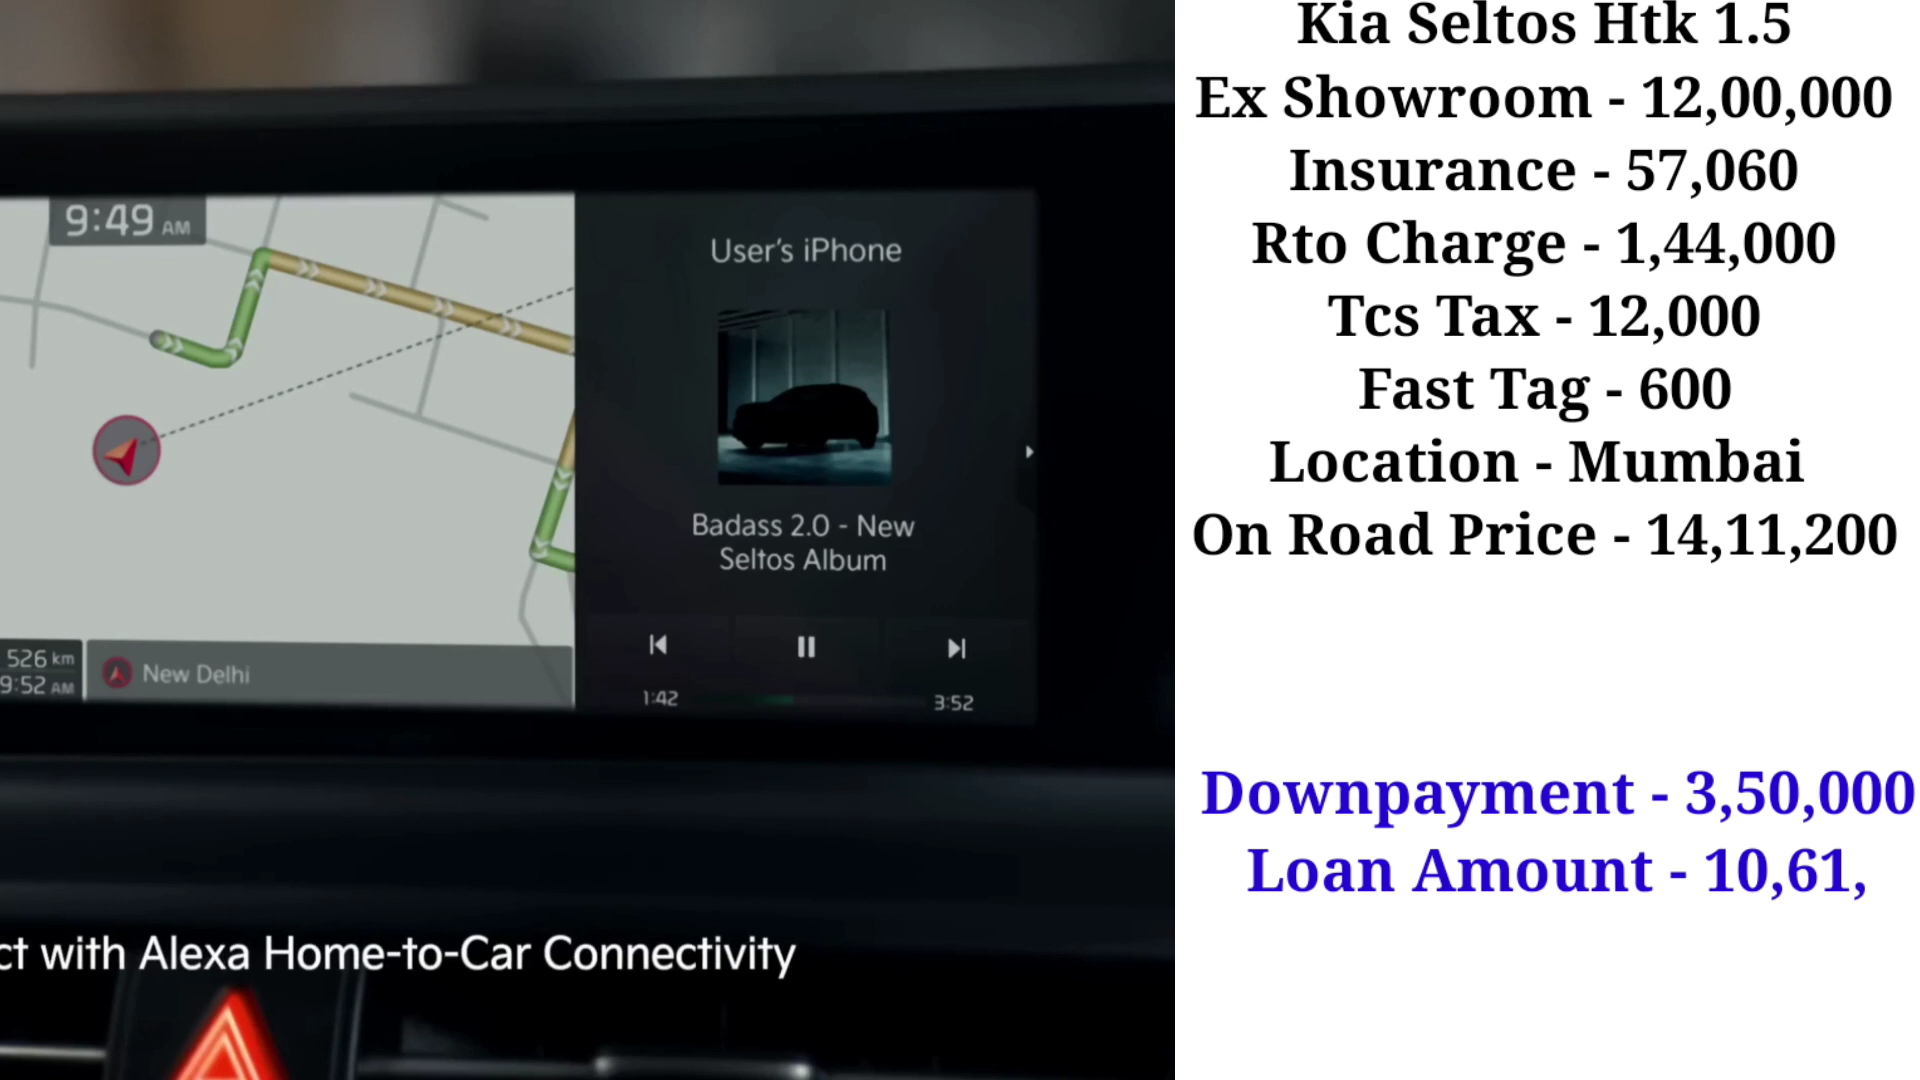 9:49 AM
User's iPhone
Badass 2.0 - New
Seltos Album
1:42
3:52
526 km
9:52 AM
New Delhi
ct with Alexa Home-to-Car Connectivity
Kia Seltos Htk 1.5
Ex Showroom - 12,00,000
Insurance - 57,060
Rto Charge - 1,44,000
Tcs Tax - 12,000
Fast Tag - 600
Location - Mumbai
On Road Price - 14,11,200
Downpayment - 3,50,000
Loan Amount - 10,61,